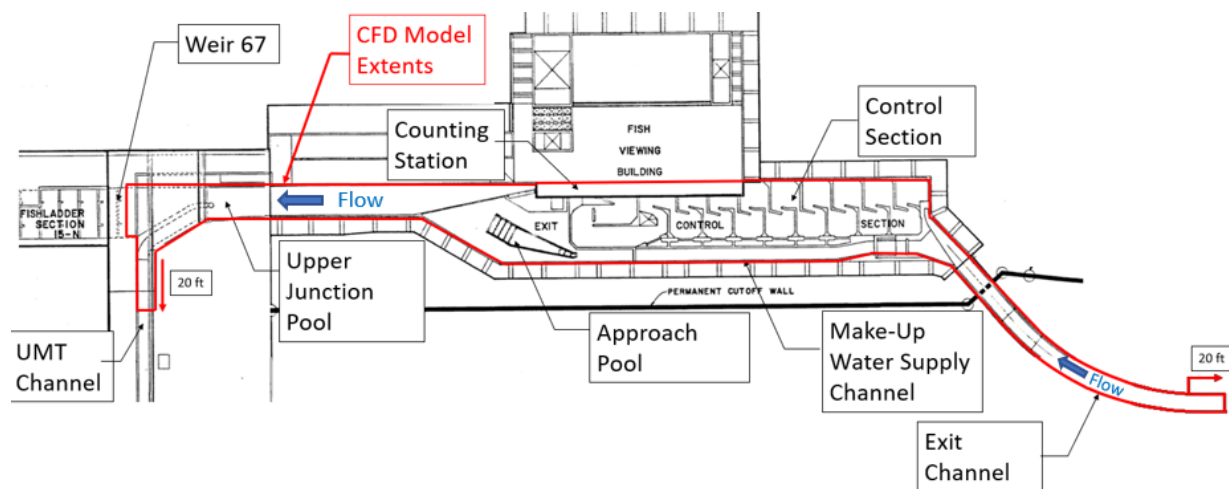 Weir 67
CFD Model
Extents
Counting
Station
FISH
VIEWING
BUILDING
Control
Section
Flow
FISHLADDER
SECTION
15-N
EXIT
CONTROL
SECTION
20 ft
Upper
Junction
Pool
PERMANENT CUTOFF WALL
UMT
Channel
Approach
Pool
Make-Up
Water Supply
Channel
20 ft
Flow
Exit
Channel